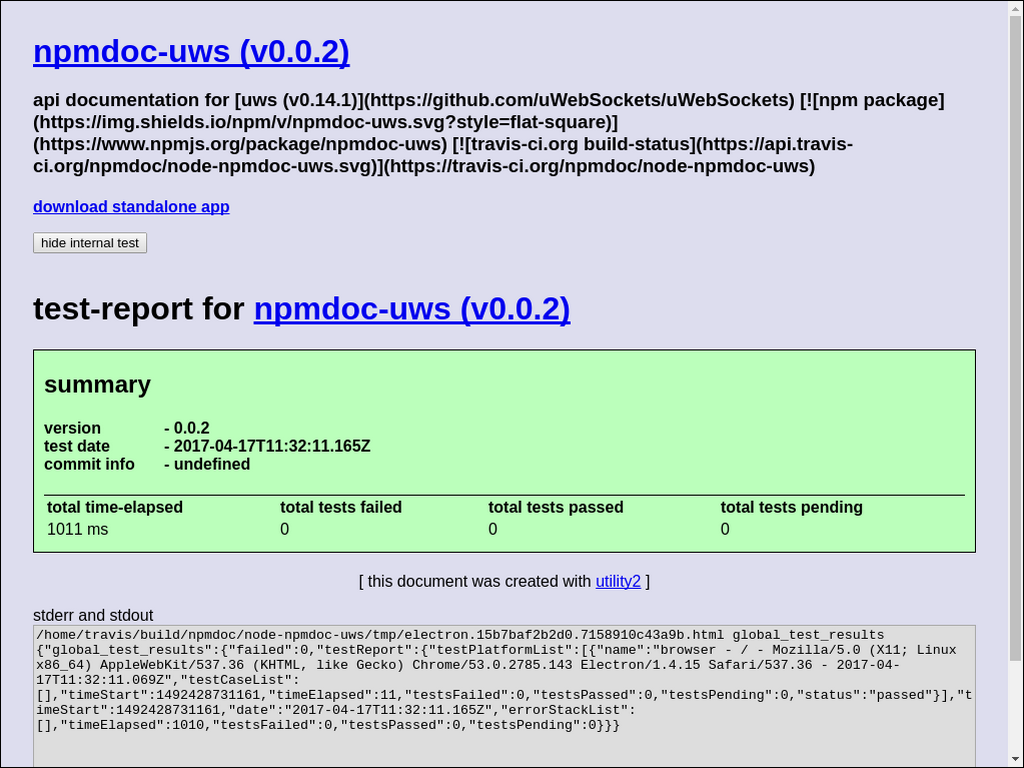 npmdoc-uws (v0.0.2)
api documentation for [uws (v0.14.1)](https://github.com/uWebSockets/uWebSockets) [![npm package]
(https://img.shields.io/npm/v/npmdoc-uws.svg?style=flat-square)]
(https://www.npmjs.org/package/npmdoc-uws) [![travis-ci.org build-status](https://api.travis-
ci.org/npmdoc/node-npmdoc-uws.svg)](https://travis-ci.org/npmdoc/node-npmdoc-uws)
download standalone app
hide internal test
test-report for npmdoc-uws (v0.0.2)
summary
version - 0.0.2
test date - 2017-04-17T11:32:11.165Z
commit info - undefined
total time-elapsed total tests failed total tests passed total tests pending
1011 ms 0 0 0
[ this document was created with utility2 ]
stderr and stdout
/home/travis/build/npmdoc/node-npmdoc-uws/tmp/electron.15b7baf2b2d0.7158910c43a9b.html global_test_results
{"global_test_results":{"failed":0,"testReport":{"testPlatformList":[{"name":"browser - / - Mozilla/5.0 (X11; Linux
x86_64) AppleWebKit/537.36 (KHTML, like Gecko) Chrome/53.0.2785.143 Electron/1.4.15 Safari/537.36 - 2017-04-
17T11:32:11.069Z","testCaseList":
[],"timeStart":1492428731161,"timeElapsed":11,"testsFailed":0,"testsPassed":0,"testsPending":0,"status":"passed"}],"t
imeStart":1492428731161,"date":"2017-04-17T11:32:11.165Z","errorStackList":
[],"timeElapsed":1010,"testsFailed":0,"testsPassed":0,"testsPending":0}}}